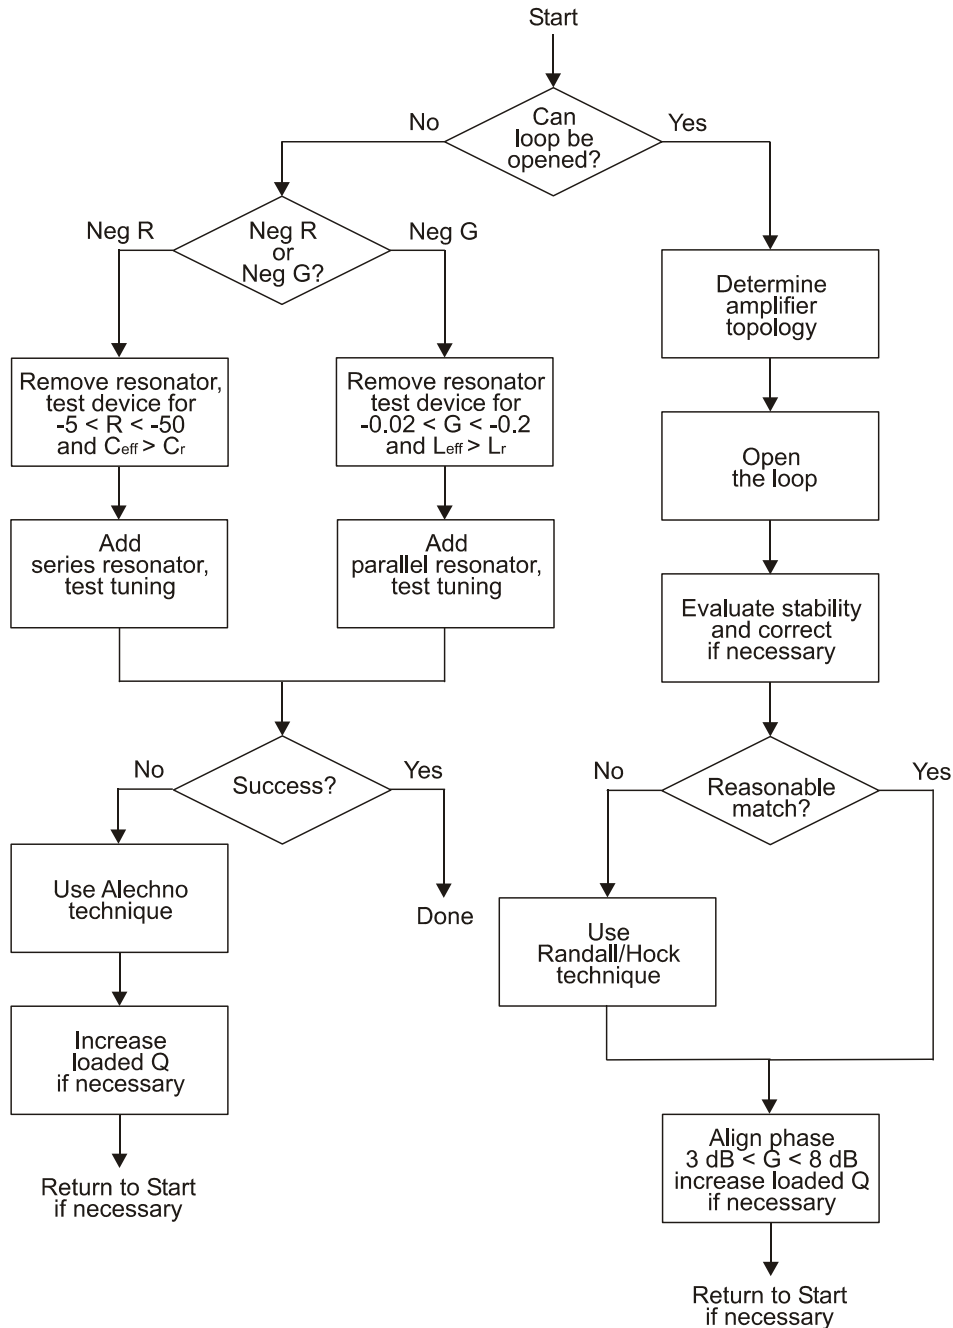 Start
Can
loop be
opened?
No
Yes
Neg R
or
Neg G?
Neg R
Neg G
Determine
amplifier
topology
Remove resonator,
test device for
-5 < R < -50
and Ceff > Cr
Remove resonator
test device for
-0.02 < G < -0.2
and Leff > Lr
Open
the loop
Add
series resonator,
test tuning
Add
parallel resonator,
test tuning
Evaluate stability
and correct
if necessary
Success?
No
Yes
Reasonable
match?
No
Yes
Use Alechno
technique
Done
Use
Randall/Hock
technique
Increase
loaded Q
if necessary
Align phase
3 dB < G < 8 dB
increase loaded Q
if necessary
Return to Start
if necessary
Return to Start
if necessary